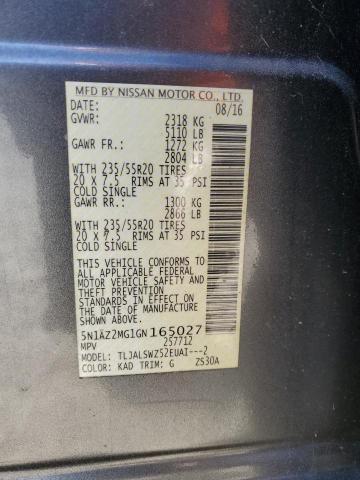 MFD BY NISSAN MOTOR CO., LTD.
DATE: 08/16
GVWR: 2318 KG
5110 LB
GAWR FR.: 1272 KG
2804 LB
WITH 235/55R20 TIRES
20 X 7.5 RIMS AT 35 PSI
COLD SINGLE
GAWR RR.: 1300 KG
2866 LB
WITH 235/55R20 TIRES
20 X 7.5 RIMS AT 35 PSI
COLD SINGLE
THIS VEHICLE CONFORMS TO
ALL APPLICABLE FEDERAL
MOTOR VEHICLE SAFETY,
BUMPER, AND THEFT PREVENTION
STANDARDS IN EFFECT
ON THE DATE OF MANUFACTURE
SHOWN ABOVE.
5N1AZ2MG1GN165027
MPV 257712
MODEL: TLJALSWZ52EUAI---2
COLOR: KAD TRIM: G ZS30A